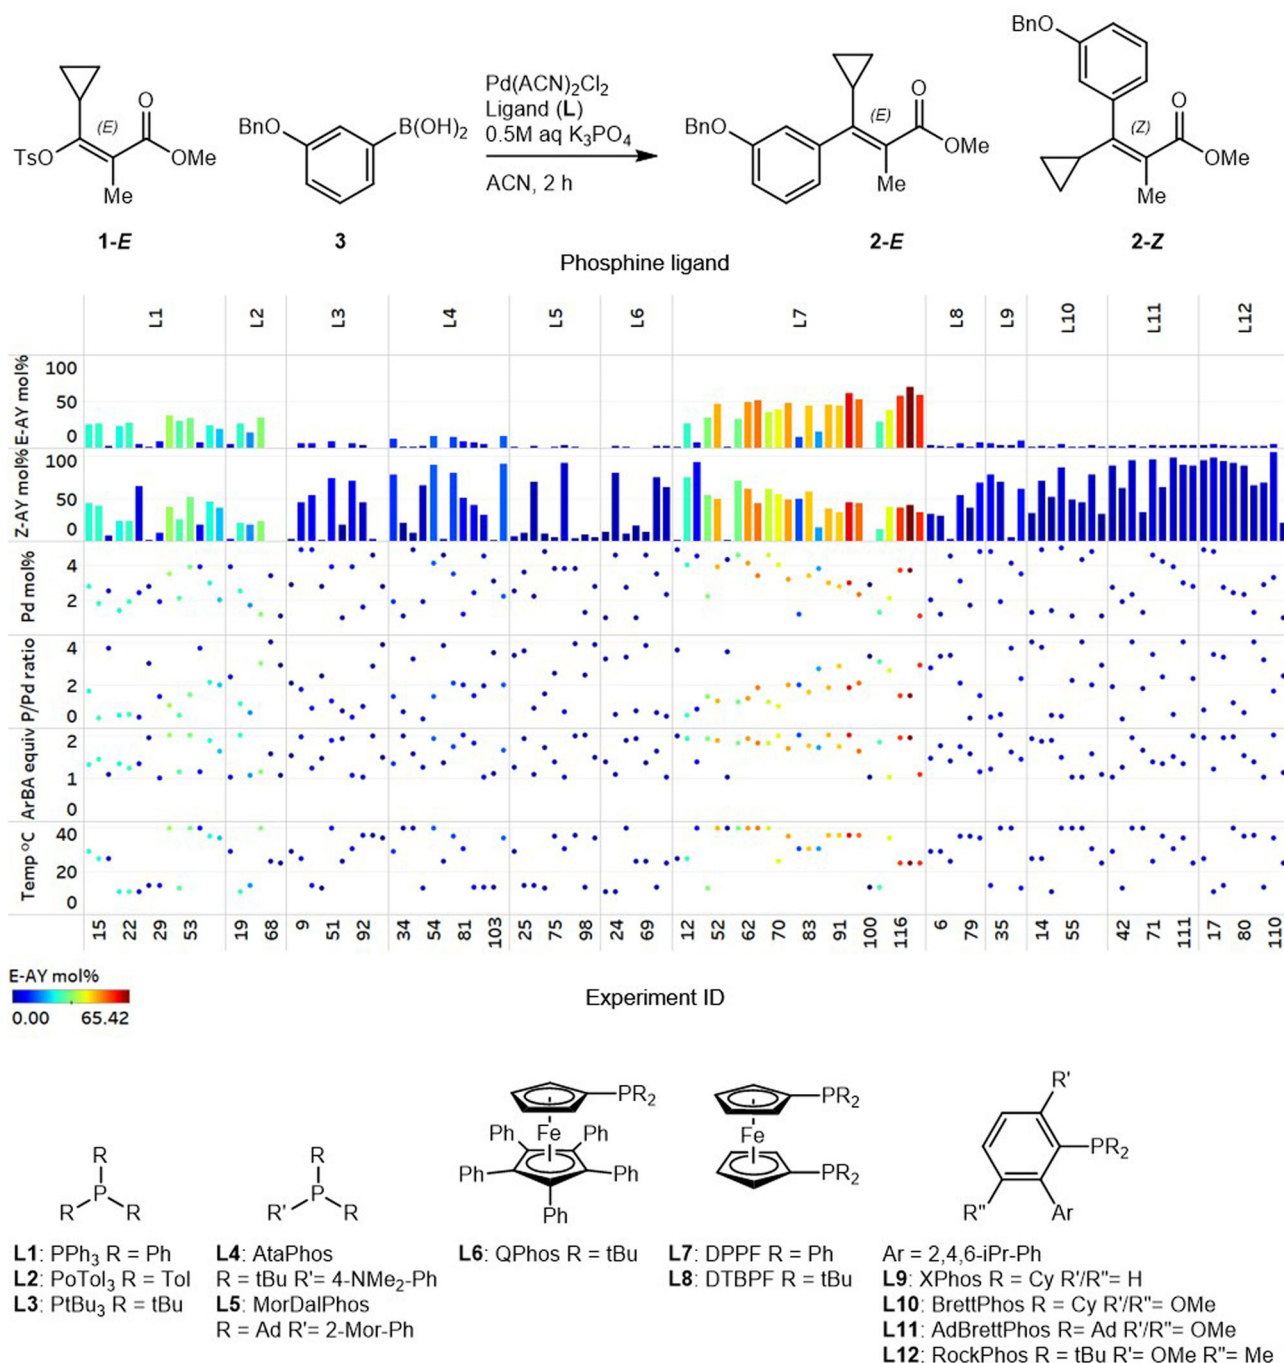 BnO
O
(E)
TsO
OMe
Me
1-E
BnO
B(OH)2
3
Pd(ACN)2Cl2
Ligand (L)
0.5M aq K3PO4
ACN, 2 h
O
(E)
BnO
OMe
Me
2-E
O
(Z)
OMe
Me
2-Z
Phosphine ligand
L1 L2 L3 L4 L5 L6 L7 L8 L9 L10 L11 L12
E-AY mol%
100
50
0
Z-AY mol%
100
50
0
Pd mol%
4
2
P/Pd ratio
4
2
0
ArBA equiv
2
1
0
Temp °C
40
20
0
15 22 29 53 19 68 9 51 92 34 54 81 103 25 75 98 24 69 12 52 62 70 83 91 100 116 6 79 35 14 55 42 71 111 17 80 110
E-AY mol%
0.00 65.42
Experiment ID
R
P
R R
R
P
R' R
PR2
Fe
Ph Ph
Ph Ph
Ph
PR2
Fe
PR2
R'
PR2
R" Ar
L1: PPh3 R = Ph
L2: PoTol3 R = Tol
L3: PtBu3 R = tBu
L4: AtaPhos
R = tBu R'= 4-NMe2-Ph
L5: MorDalPhos
R = Ad R'= 2-Mor-Ph
L6: QPhos R = tBu
L7: DPPF R = Ph
L8: DTBPF R = tBu
Ar = 2,4,6-iPr-Ph
L9: XPhos R = Cy R'/R"= H
L10: BrettPhos R = Cy R'/R"= OMe
L11: AdBrettPhos R= Ad R'/R"= OMe
L12: RockPhos R = tBu R'= OMe R"= Me